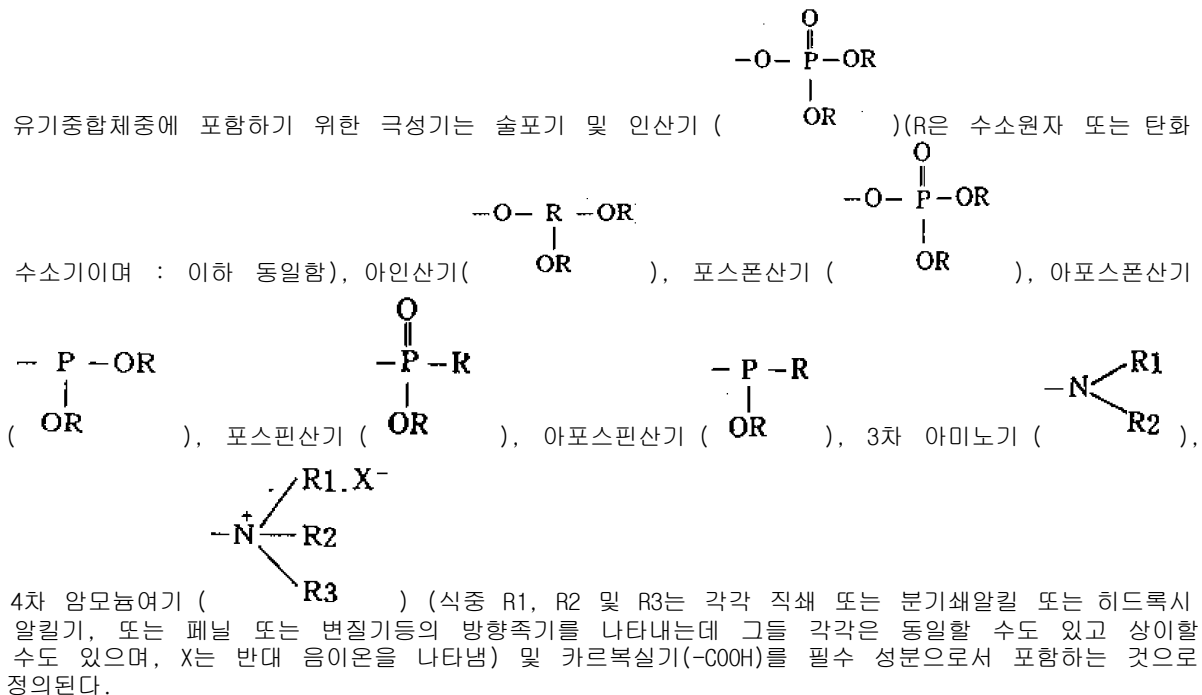 유기중합체중에 포함하기 위한 극성기는 술포기 및 인산기 ( -O-P(=O)(OR)-OR )(R은 수소원자 또는 탄화
수소기이며 : 이하 동일함), 아인산기( -O-R(OR)-OR ), 포스폰산기 ( -O-P(=O)(OR)-OR ), 아포스폰산기
( -P(OR)-OR ), 포스핀산기 ( -P(=O)(OR)-R ), 아포스핀산기 ( -P(OR)-R ), 3차 아미노기 ( -N(R1)(R2) ),
4차 암모늄여기 ( -N+(R1.X-)(R2)(R3) ) (식중 R1, R2 및 R3는 각각 직쇄 또는 분기쇄알킬 또는 히드록시
알킬기, 또는 페닐 또는 변질기등의 방향족기를 나타내는데 그들 각각은 동일할 수도 있고 상이할
수도 있으며, X는 반대 음이온을 나타냄) 및 카르복실기(-COOH)를 필수 성분으로서 포함하는 것으로
정의된다.